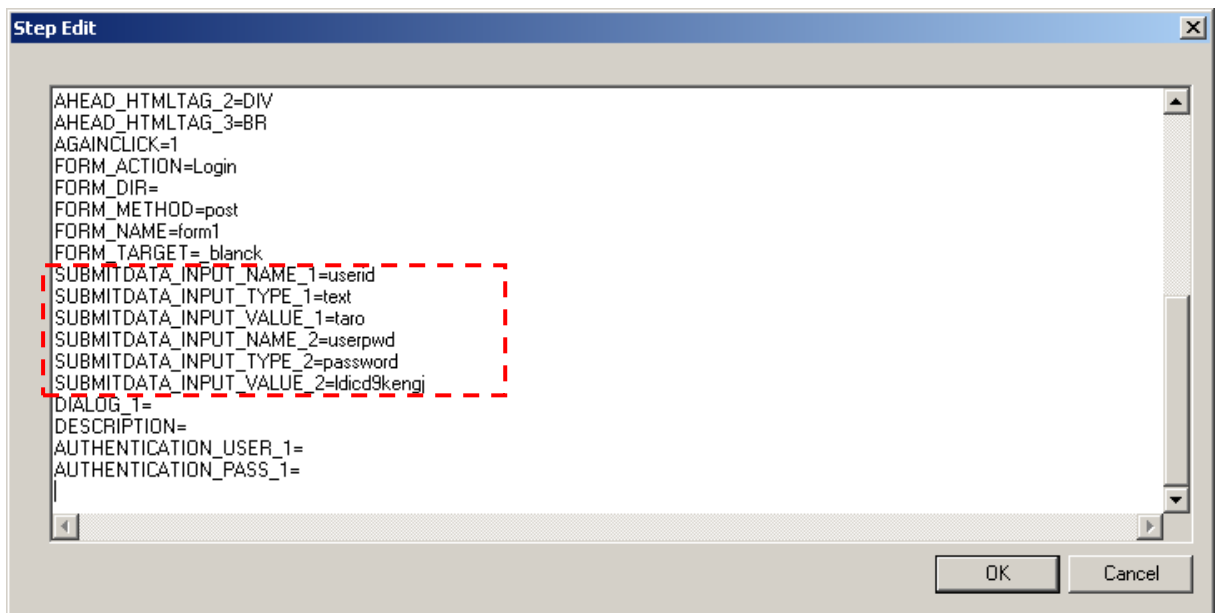 Step Edit
AHEAD_HTMLTAG_2=DIV
AHEAD_HTMLTAG_3=BR
AGAINCLICK=1
FORM_ACTION=Login
FORM_DIR=
FORM_METHOD=post
FORM_NAME=form1
FORM_TARGET=_blanck
SUBMITDATA_INPUT_NAME_1=userid
SUBMITDATA_INPUT_TYPE_1=text
SUBMITDATA_INPUT_VALUE_1=taro
SUBMITDATA_INPUT_NAME_2=userpwd
SUBMITDATA_INPUT_TYPE_2=password
SUBMITDATA_INPUT_VALUE_2=ldicd9kengj
DIALOG_1=
DESCRIPTION=
AUTHENTICATION_USER_1=
AUTHENTICATION_PASS_1=
OK Cancel